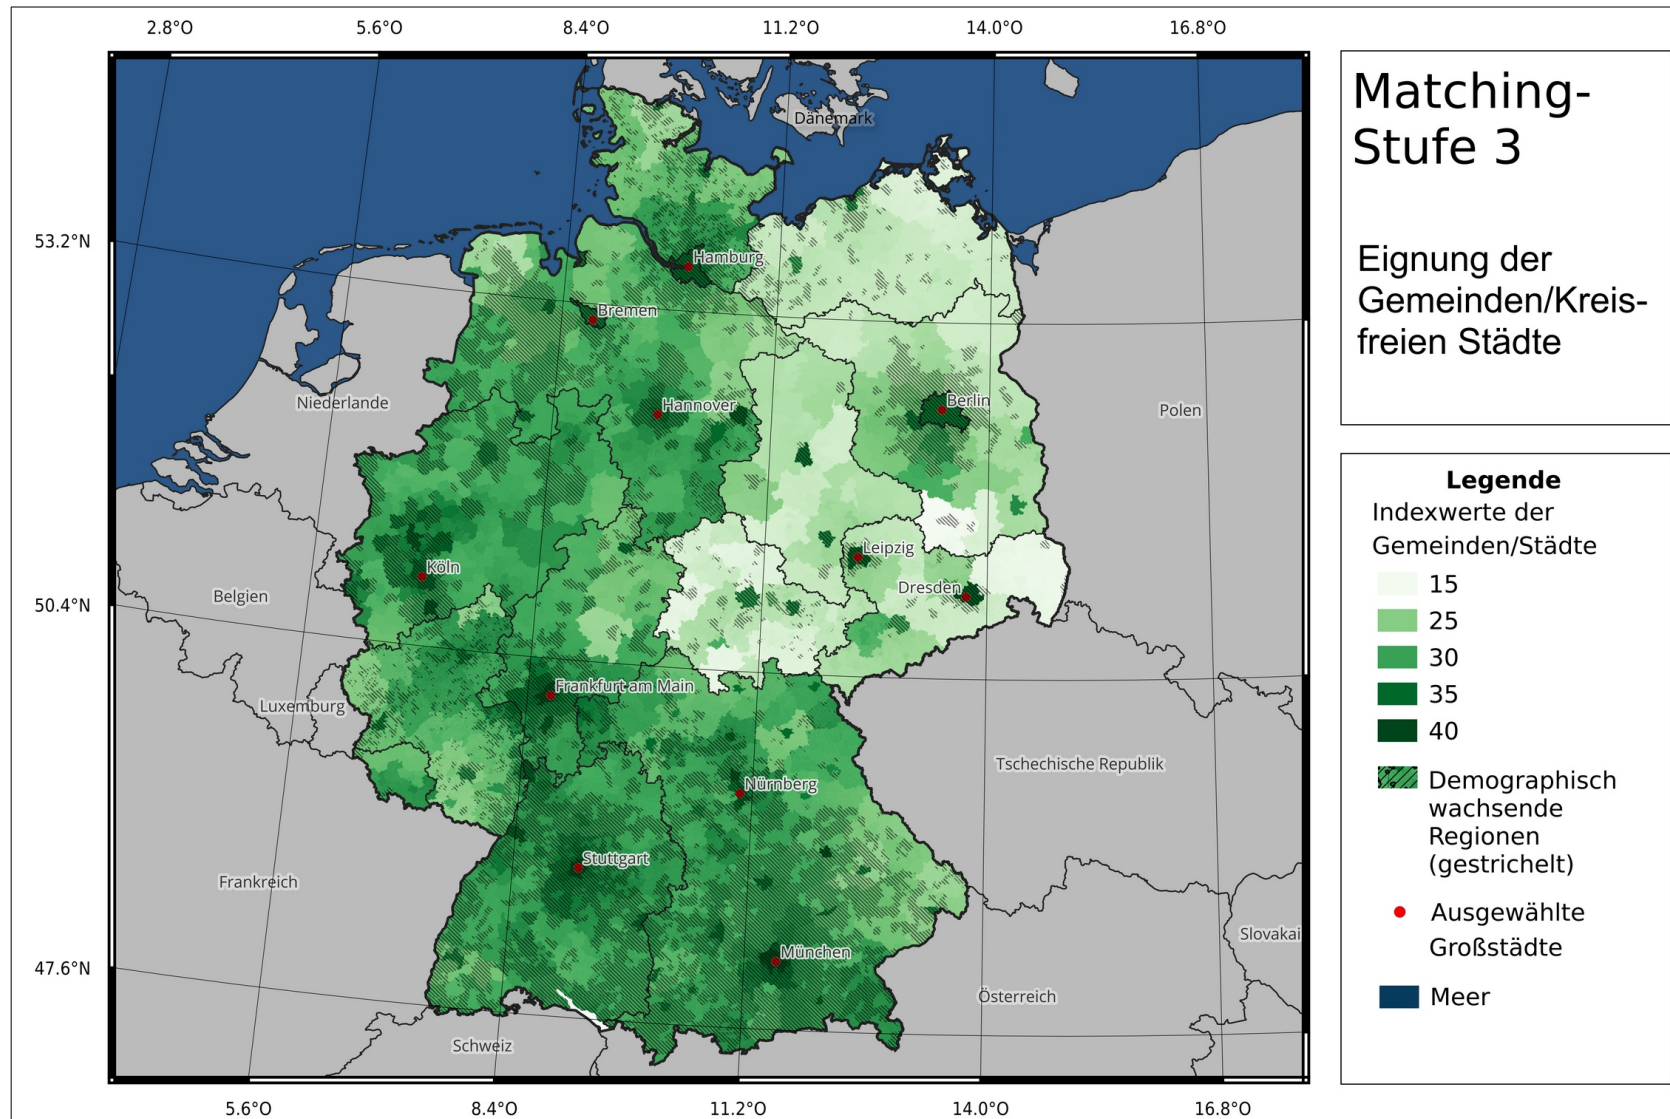 2.8°O
5.6°O
8.4°O
11.2°O
14.0°O
16.8°O
53.2°N
50.4°N
47.6°N
Dänemark
Hamburg
Bremen
Niederlande
Hannover
Berlin
Polen
Leipzig
Köln
Dresden
Belgien
Frankfurt am Main
Luxemburg
Tschechische Republik
Nürnberg
Stuttgart
Frankreich
Slovakai
München
Österreich
Schweiz
5.6°O
8.4°O
11.2°O
14.0°O
16.8°O
Matching-
Stufe 3
Eignung der
Gemeinden/Kreis-
freien Städte
Legende
Indexwerte der
Gemeinden/Städte
15
25
30
35
40
Demographisch
wachsende
Regionen
(gestrichelt)
Ausgewählte
Großstädte
Meer